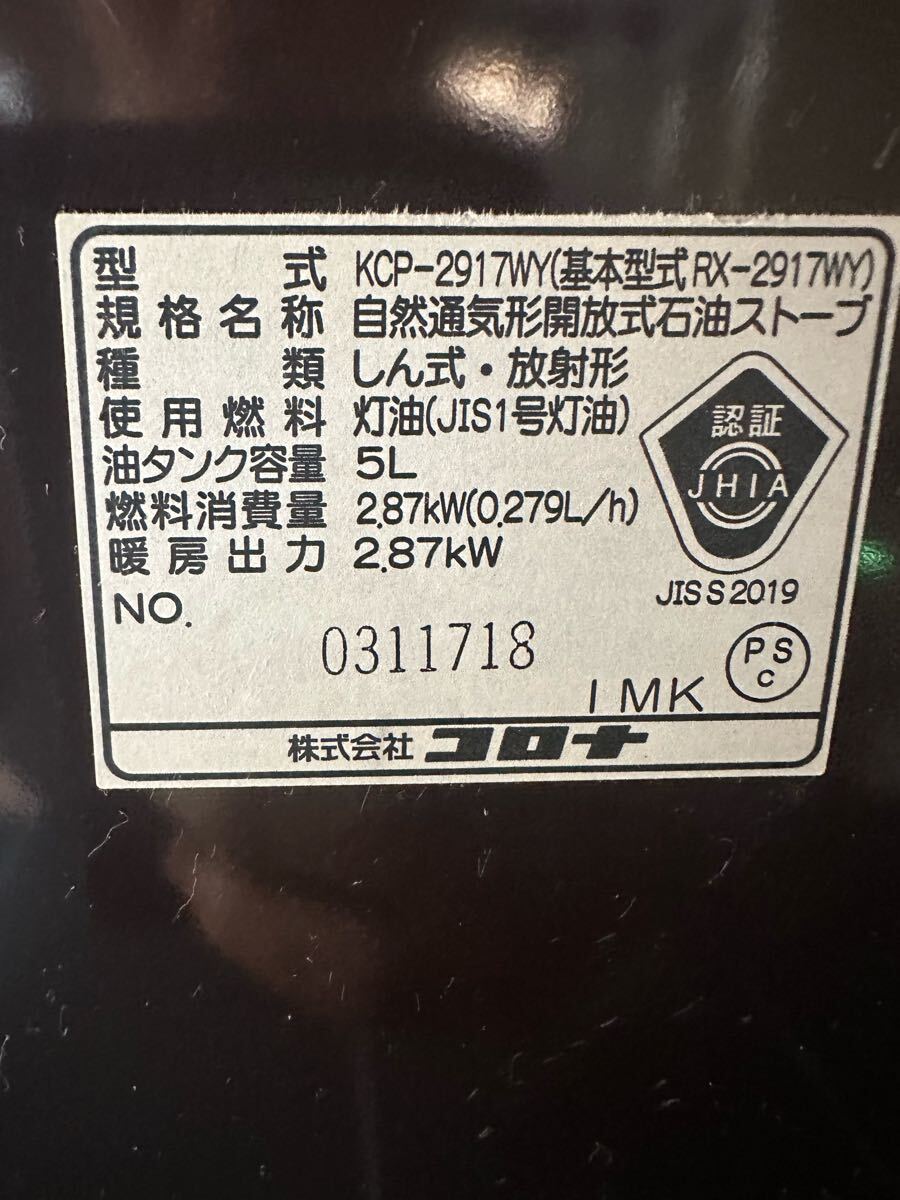 型式 KCP-2917WY(基本型式RX-2917WY)
規格名称 自然通気形開放式石油ストーブ
種類 しん式・放射形
使用燃料 灯油(JIS1号灯油)
油タンク容量 5L
燃料消費量 2.87kW(0.279L/h)
暖房出力 2.87kW
認証
JHIA
JIS S 2019
NO.
0311718
IMK
PS
C
株式会社 コロナ